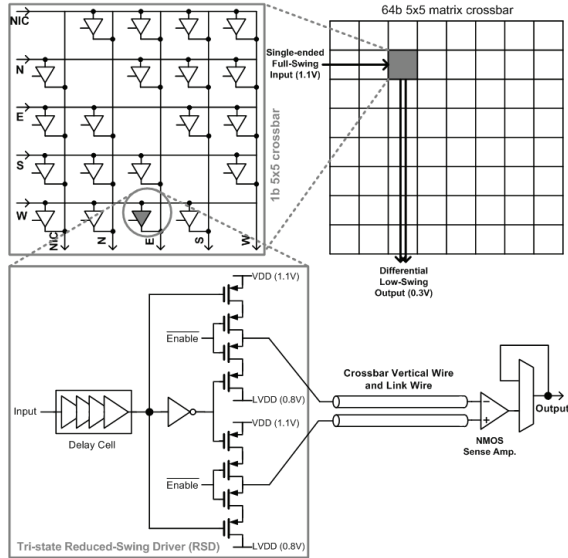 64b 5x5 matrix crossbar
NIC
N
E
S
W
NIC
N
E
S
W
1b 5x5 crossbar
Single-ended
Full-Swing
Input (1.1V)
Differential
Low-Swing
Output (0.3V)
VDD (1.1V)
Enable
LVDD (0.8V)
VDD (1.1V)
Enable
LVDD (0.8V)
Input
Delay Cell
Tri-state Reduced-Swing Driver (RSD)
Crossbar Vertical Wire
and Link Wire
−
+
NMOS
Sense Amp.
Output